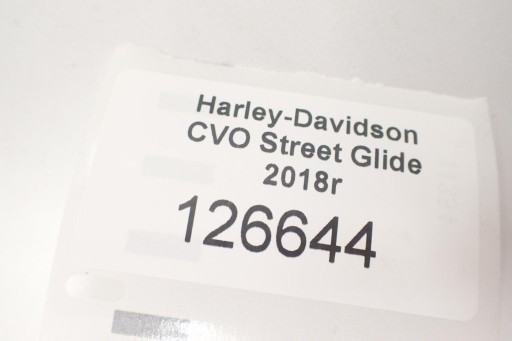 Harley-Davidson
CVO Street Glide
2018r
126644